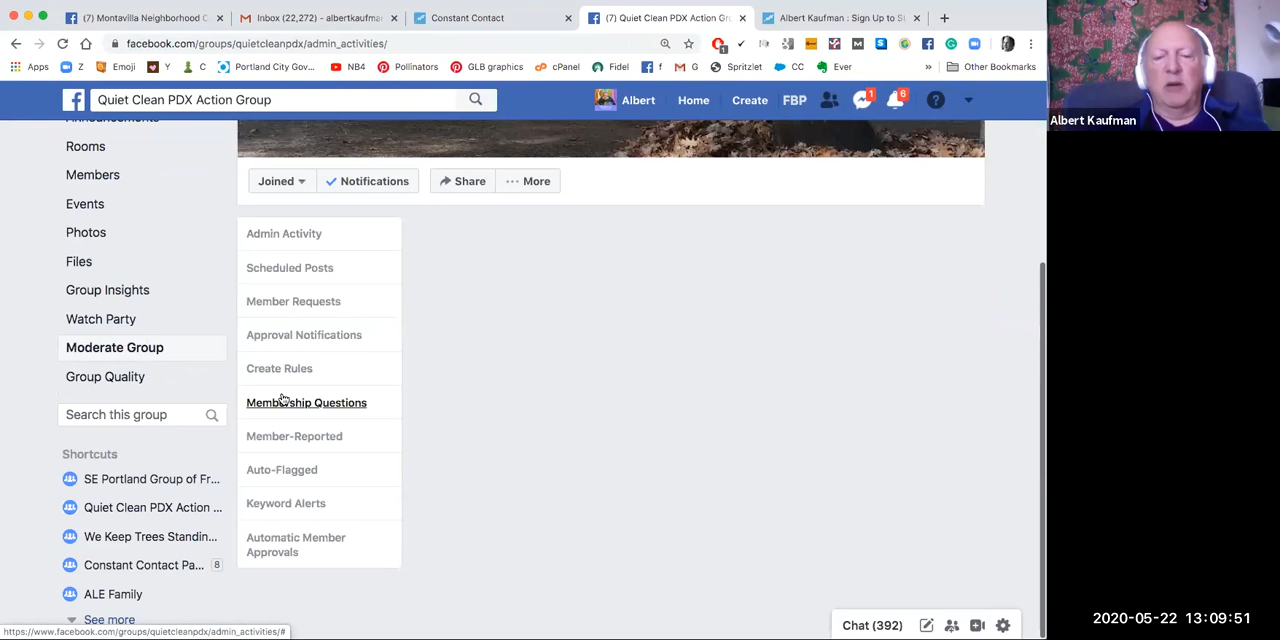 (7) Montavilla Neighborhood C
Inbox (22,272) - albertkaufma
Constant Contact
(7) Quiet Clean PDX Action Gr
Albert Kaufman : Sign Up to St
facebook.com/groups/quietcleanpdx/admin_activities/
Apps
Z
Emoji
Y
C
Portland City Gov...
NB4
Pollinators
GLB graphics
cPanel
Fidel
f
G
Spritzlet
CC
Ever
»
Other Bookmarks
Quiet Clean PDX Action Group
Albert
Home
Create
FBP
1
6
Rooms
Members
Events
Photos
Files
Group Insights
Watch Party
Moderate Group
Group Quality
Search this group
Shortcuts
SE Portland Group of Fr...
Quiet Clean PDX Action ...
We Keep Trees Standin...
Constant Contact Pa... 8
ALE Family
See more
Joined
Notifications
Share
More
Admin Activity
Scheduled Posts
Member Requests
Approval Notifications
Create Rules
Membership Questions
Member-Reported
Auto-Flagged
Keyword Alerts
Automatic Member
Approvals
https://www.facebook.com/groups/quietcleanpdx/admin_activities/#
Chat (392)
Albert Kaufman
2020-05-22 13:09:51